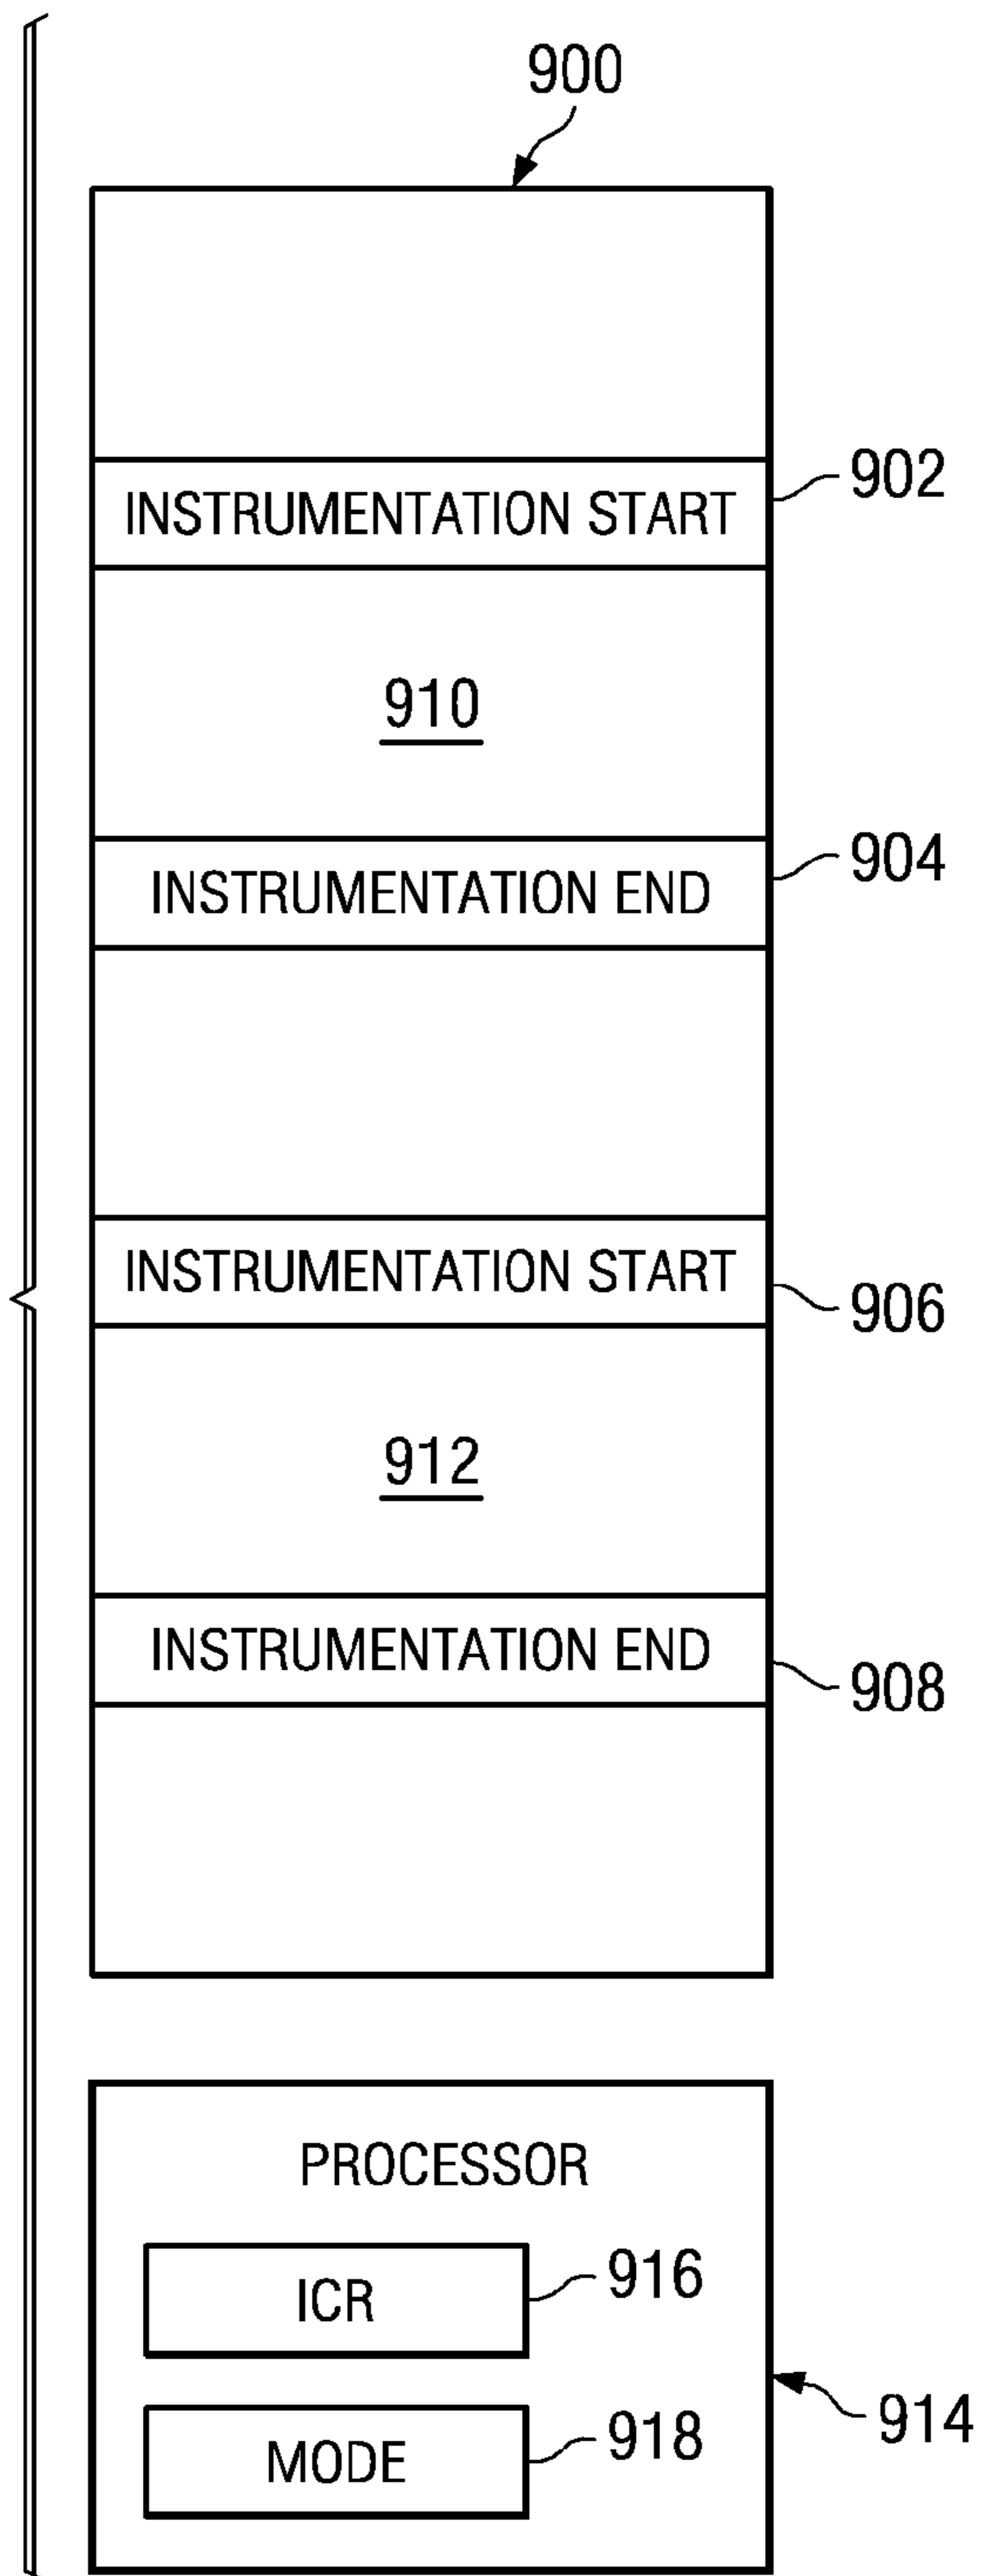 900
INSTRUMENTATION START
902
910
INSTRUMENTATION END
904
INSTRUMENTATION START
906
912
INSTRUMENTATION END
908
PROCESSOR
ICR
916
MODE
918
914